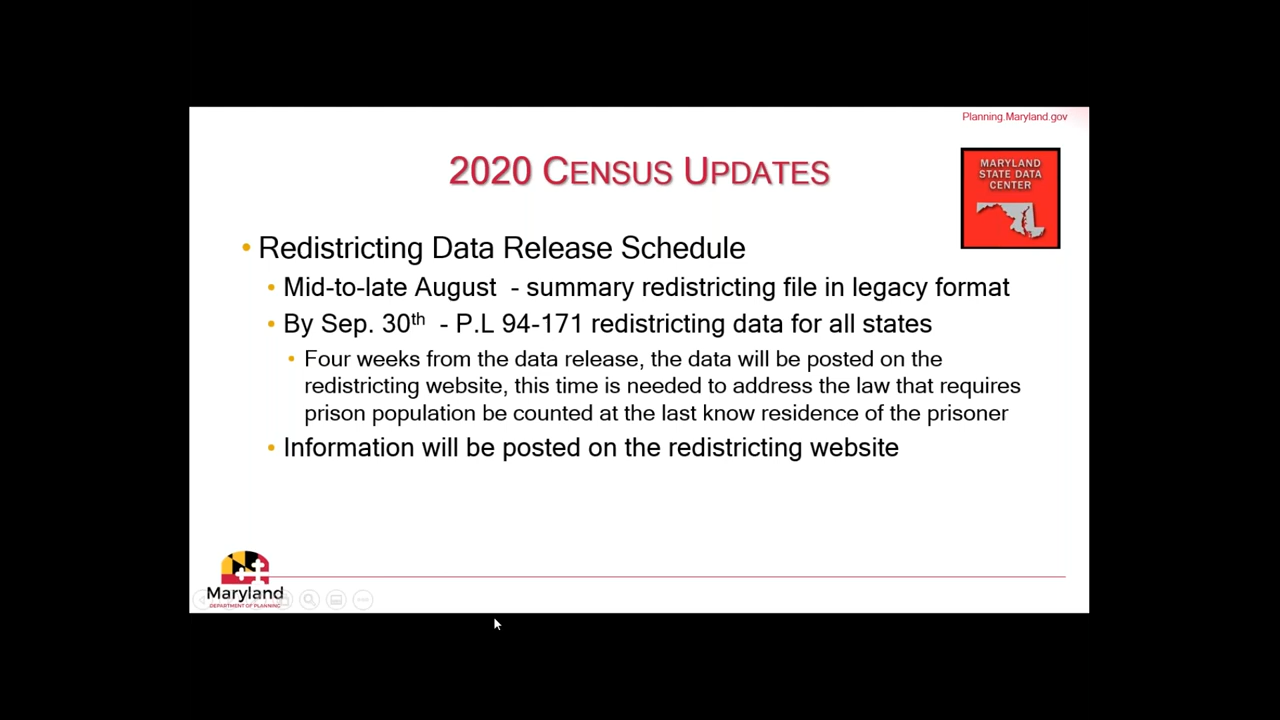 Planning.Maryland.gov
2020 CENSUS UPDATES
MARYLAND
STATE DATA
CENTER
• Redistricting Data Release Schedule
• Mid-to-late August - summary redistricting file in legacy format
• By Sep. 30th - P.L 94-171 redistricting data for all states
• Four weeks from the data release, the data will be posted on the
redistricting website, this time is needed to address the law that requires
prison population be counted at the last know residence of the prisoner
• Information will be posted on the redistricting website
Maryland
DEPARTMENT OF PLANNING